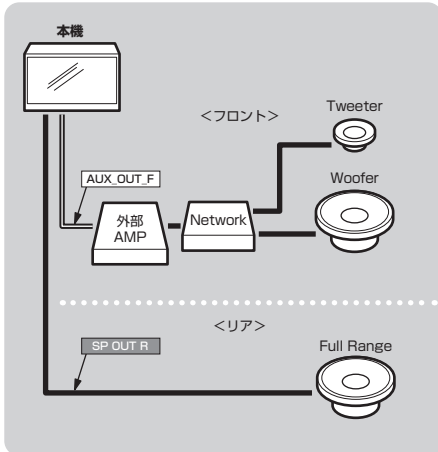 本機
<フロント>
Tweeter
AUX_OUT_F
Woofer
外部
AMP
Network
<リア>
SP OUT R
Full Range